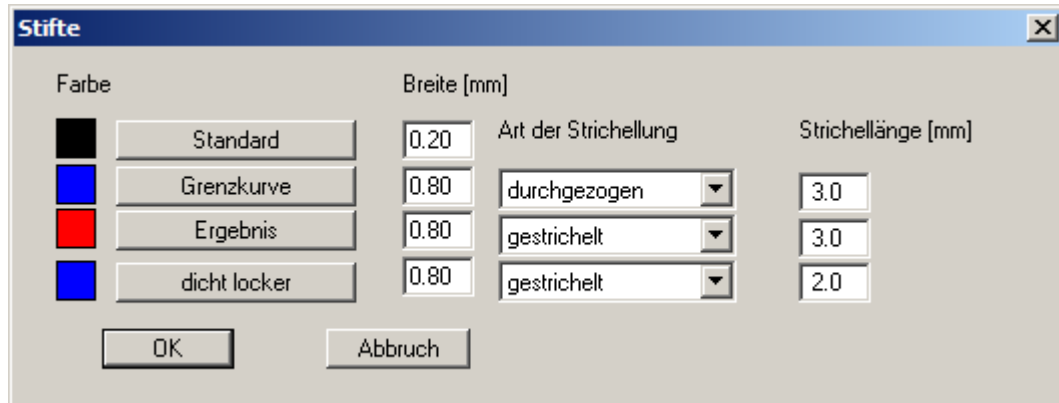 Stifte
Farbe Breite [mm]
Art der Strichellung Strichellänge [mm]
Standard 0.20
Grenzkurve 0.80 durchgezogen 3.0
Ergebnis 0.80 gestrichelt 3.0
dicht locker 0.80 gestrichelt 2.0
OK Abbruch